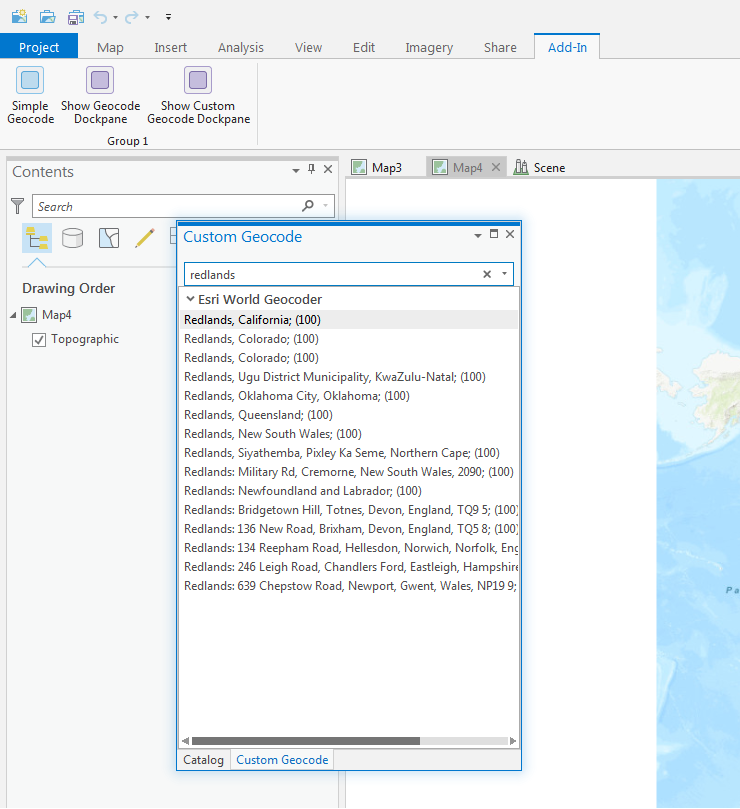 Project Map Insert Analysis View Edit Imagery Share Add-In
Simple Geocode
Show Geocode Dockpane
Show Custom Geocode Dockpane
Group 1
Contents
Search
Drawing Order
Map4
Topographic
Map3 Map4 Scene
Custom Geocode
redlands
Esri World Geocoder
Redlands, California; (100)
Redlands, Colorado; (100)
Redlands, Colorado; (100)
Redlands, Ugu District Municipality, KwaZulu-Natal; (100)
Redlands, Oklahoma City, Oklahoma; (100)
Redlands, Queensland; (100)
Redlands, New South Wales; (100)
Redlands, Siyathemba, Pixley Ka Seme, Northern Cape; (100)
Redlands: Military Rd, Cremorne, New South Wales, 2090; (100)
Redlands: Newfoundland and Labrador; (100)
Redlands: Bridgetown Hill, Totnes, Devon, England, TQ9 5; (100)
Redlands: 136 New Road, Brixham, Devon, England, TQ5 8; (100)
Redlands: 134 Reepham Road, Hellesdon, Norwich, Norfolk, Eng
Redlands: 246 Leigh Road, Chandlers Ford, Eastleigh, Hampshire
Redlands: 639 Chepstow Road, Newport, Gwent, Wales, NP19 9;
Catalog Custom Geocode
Pa